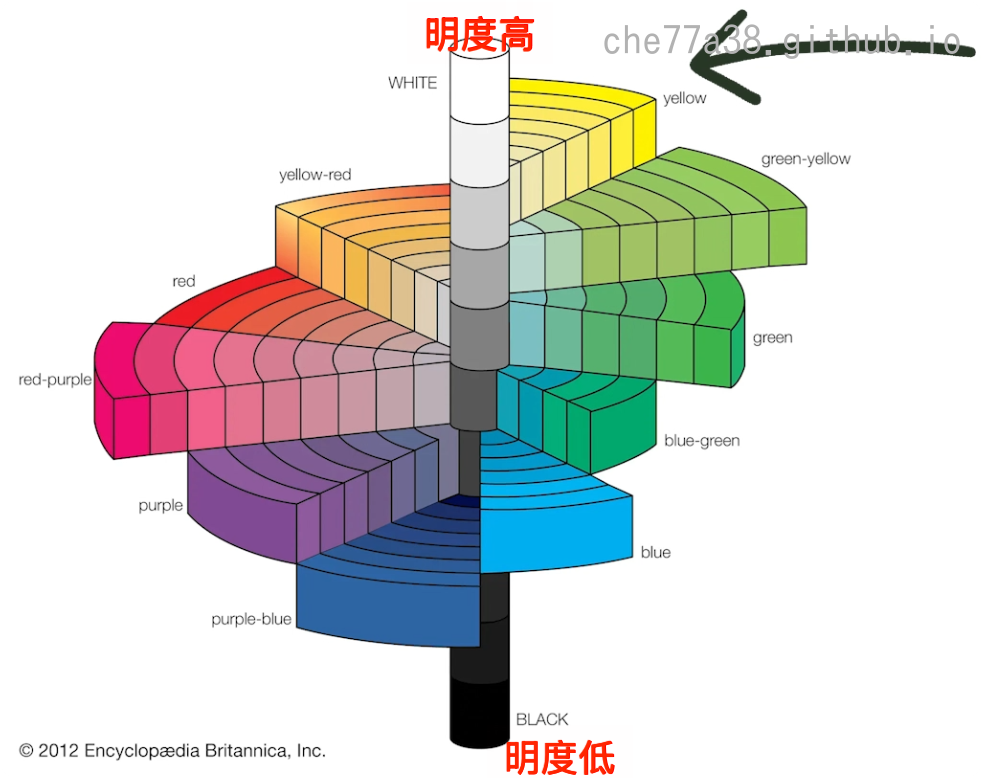 明度高
che77a38.github.io
WHITE
yellow
green-yellow
yellow-red
red
green
red-purple
blue-green
purple
blue
purple-blue
BLACK
© 2012 Encyclopædia Britannica, Inc.
明度低